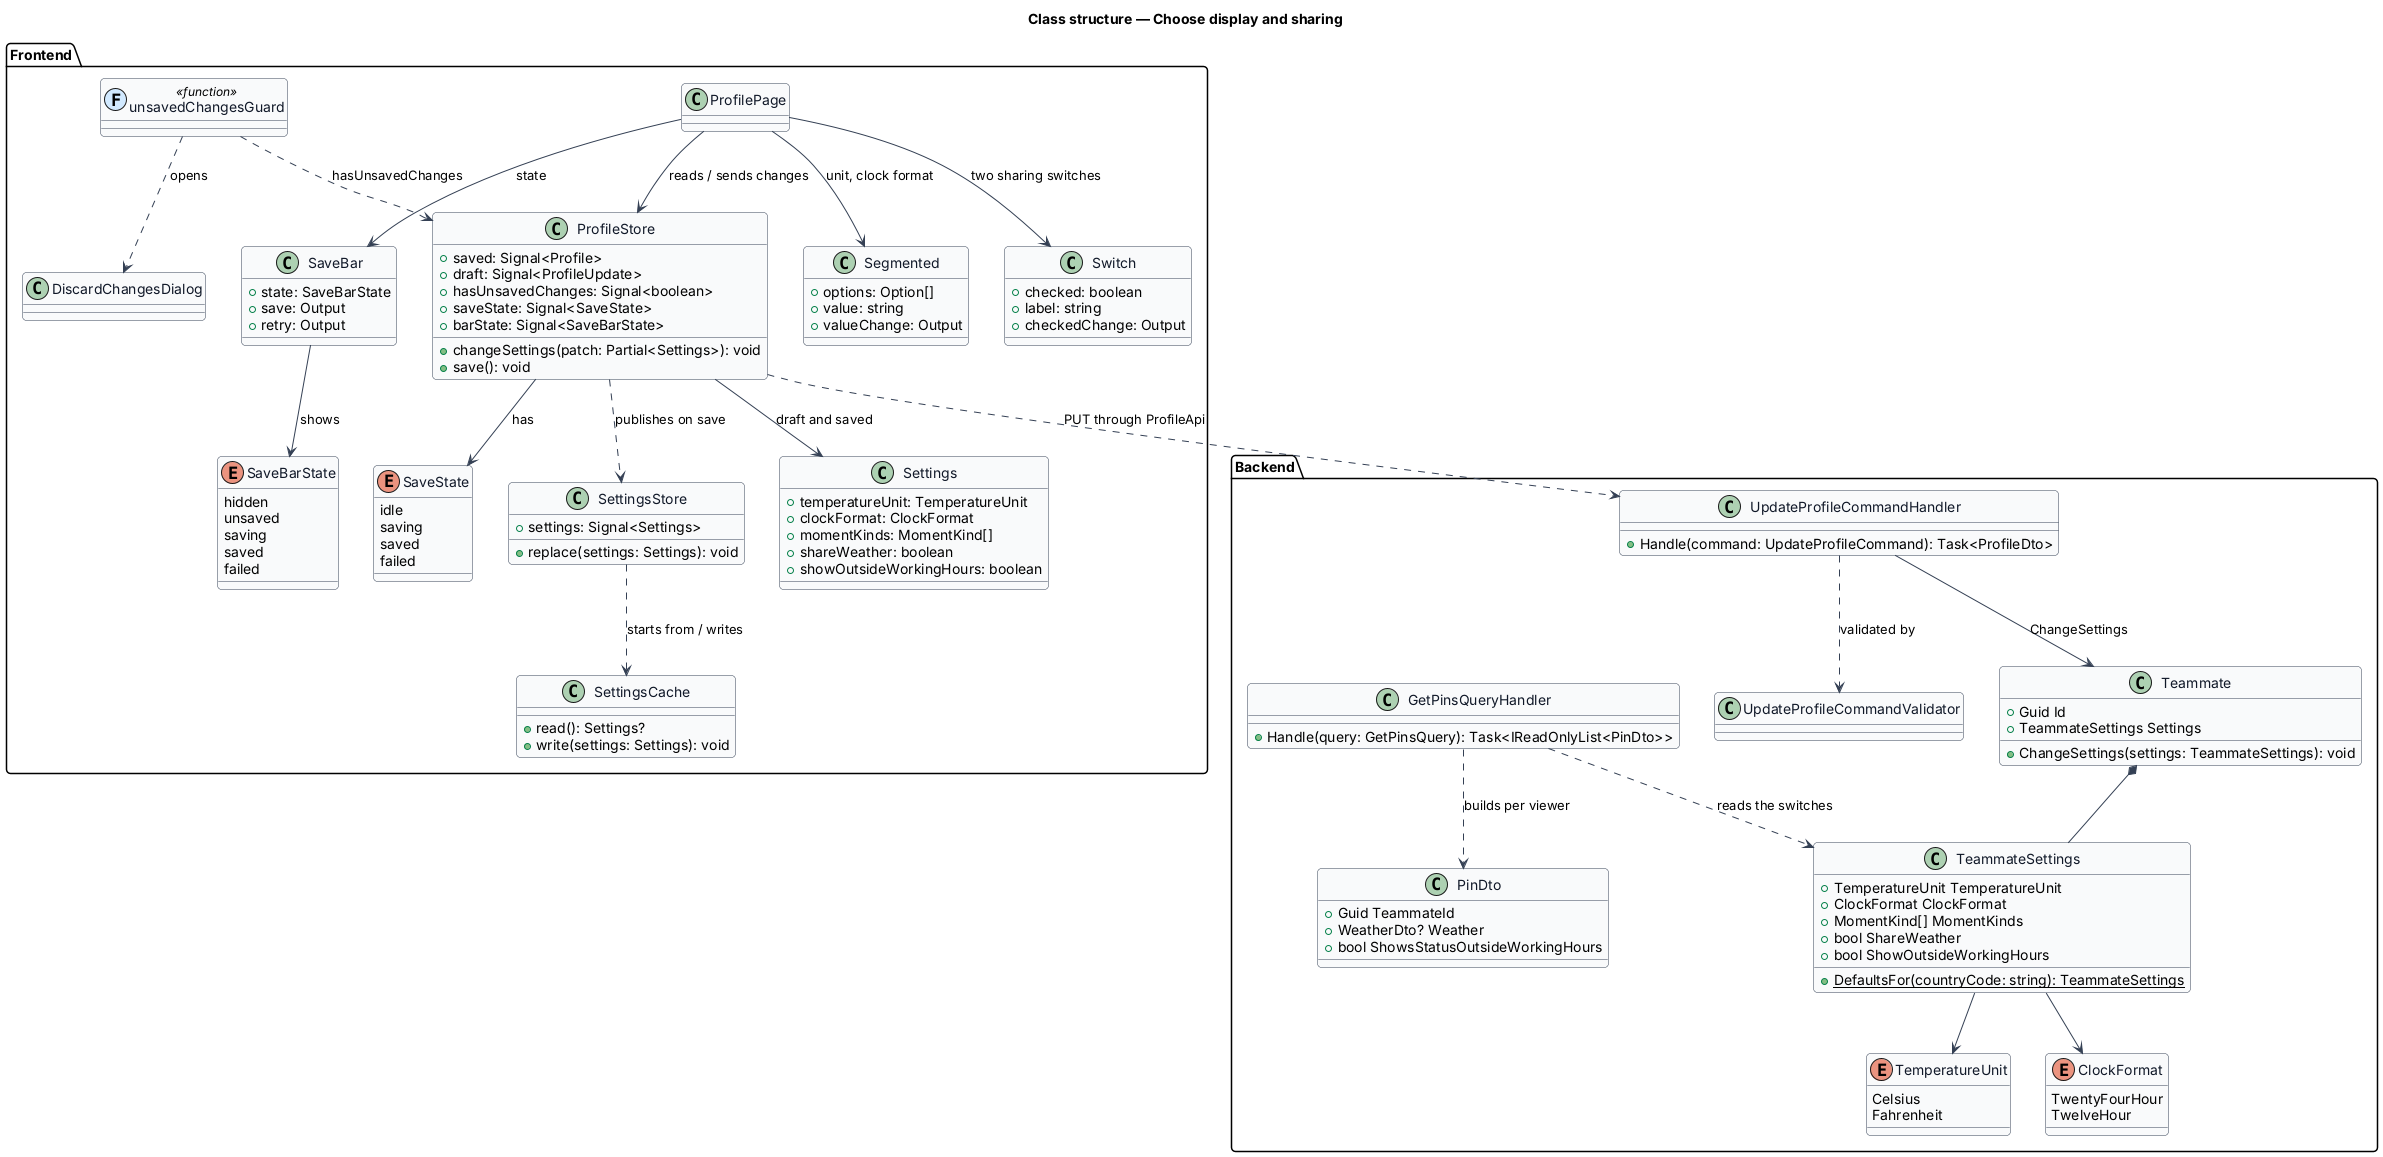 Class structure — Choose display and sharing
Frontend
F
«function»
unsavedChangesGuard
C ProfilePage
opens
hasUnsavedChanges
state
reads / sends changes
unit, clock format
two sharing switches
C DiscardChangesDialog
C SaveBar
state: SaveBarState
save: Output
retry: Output
C ProfileStore
saved: Signal<Profile>
draft: Signal<ProfileUpdate>
hasUnsavedChanges: Signal<boolean>
saveState: Signal<SaveState>
barState: Signal<SaveBarState>
changeSettings(patch: Partial<Settings>): void
save(): void
C Segmented
options: Option[]
value: string
valueChange: Output
C Switch
checked: boolean
label: string
checkedChange: Output
shows
has
publishes on save
draft and saved
PUT through ProfileApi
E SaveBarState
hidden
unsaved
saving
saved
failed
E SaveState
idle
saving
saved
failed
C SettingsStore
settings: Signal<Settings>
replace(settings: Settings): void
C Settings
temperatureUnit: TemperatureUnit
clockFormat: ClockFormat
momentKinds: MomentKind[]
shareWeather: boolean
showOutsideWorkingHours: boolean
starts from / writes
C SettingsCache
read(): Settings?
write(settings: Settings): void
Backend
C UpdateProfileCommandHandler
Handle(command: UpdateProfileCommand): Task<ProfileDto>
validated by
ChangeSettings
C GetPinsQueryHandler
Handle(query: GetPinsQuery): Task<IReadOnlyList<PinDto>>
C UpdateProfileCommandValidator
C Teammate
Guid Id
TeammateSettings Settings
ChangeSettings(settings: TeammateSettings): void
builds per viewer
reads the switches
C PinDto
Guid TeammateId
WeatherDto? Weather
bool ShowsStatusOutsideWorkingHours
C TeammateSettings
TemperatureUnit TemperatureUnit
ClockFormat ClockFormat
MomentKind[] MomentKinds
bool ShareWeather
bool ShowOutsideWorkingHours
DefaultsFor(countryCode: string): TeammateSettings
E TemperatureUnit
Celsius
Fahrenheit
E ClockFormat
TwentyFourHour
TwelveHour